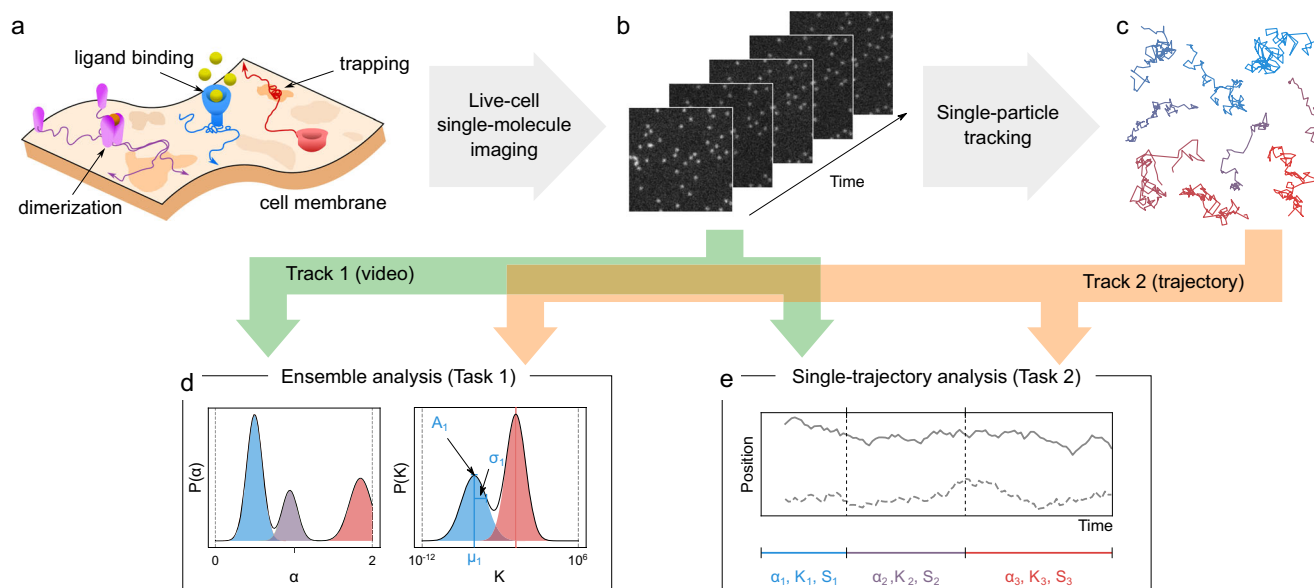 a
ligand binding
trapping
dimerization
cell membrane
Live-cell
single-molecule
imaging
b
Time
Single-particle
tracking
c
Track 1 (video)
Track 2 (trajectory)
d
Ensemble analysis (Task 1)
P(α)
0
2
α
P(K)
A₁
σ₁
μ₁
10⁻¹²
10⁶
K
e
Single-trajectory analysis (Task 2)
Position
Time
α₁, K₁, S₁
α₂,K₂, S₂
α₃, K₃, S₃